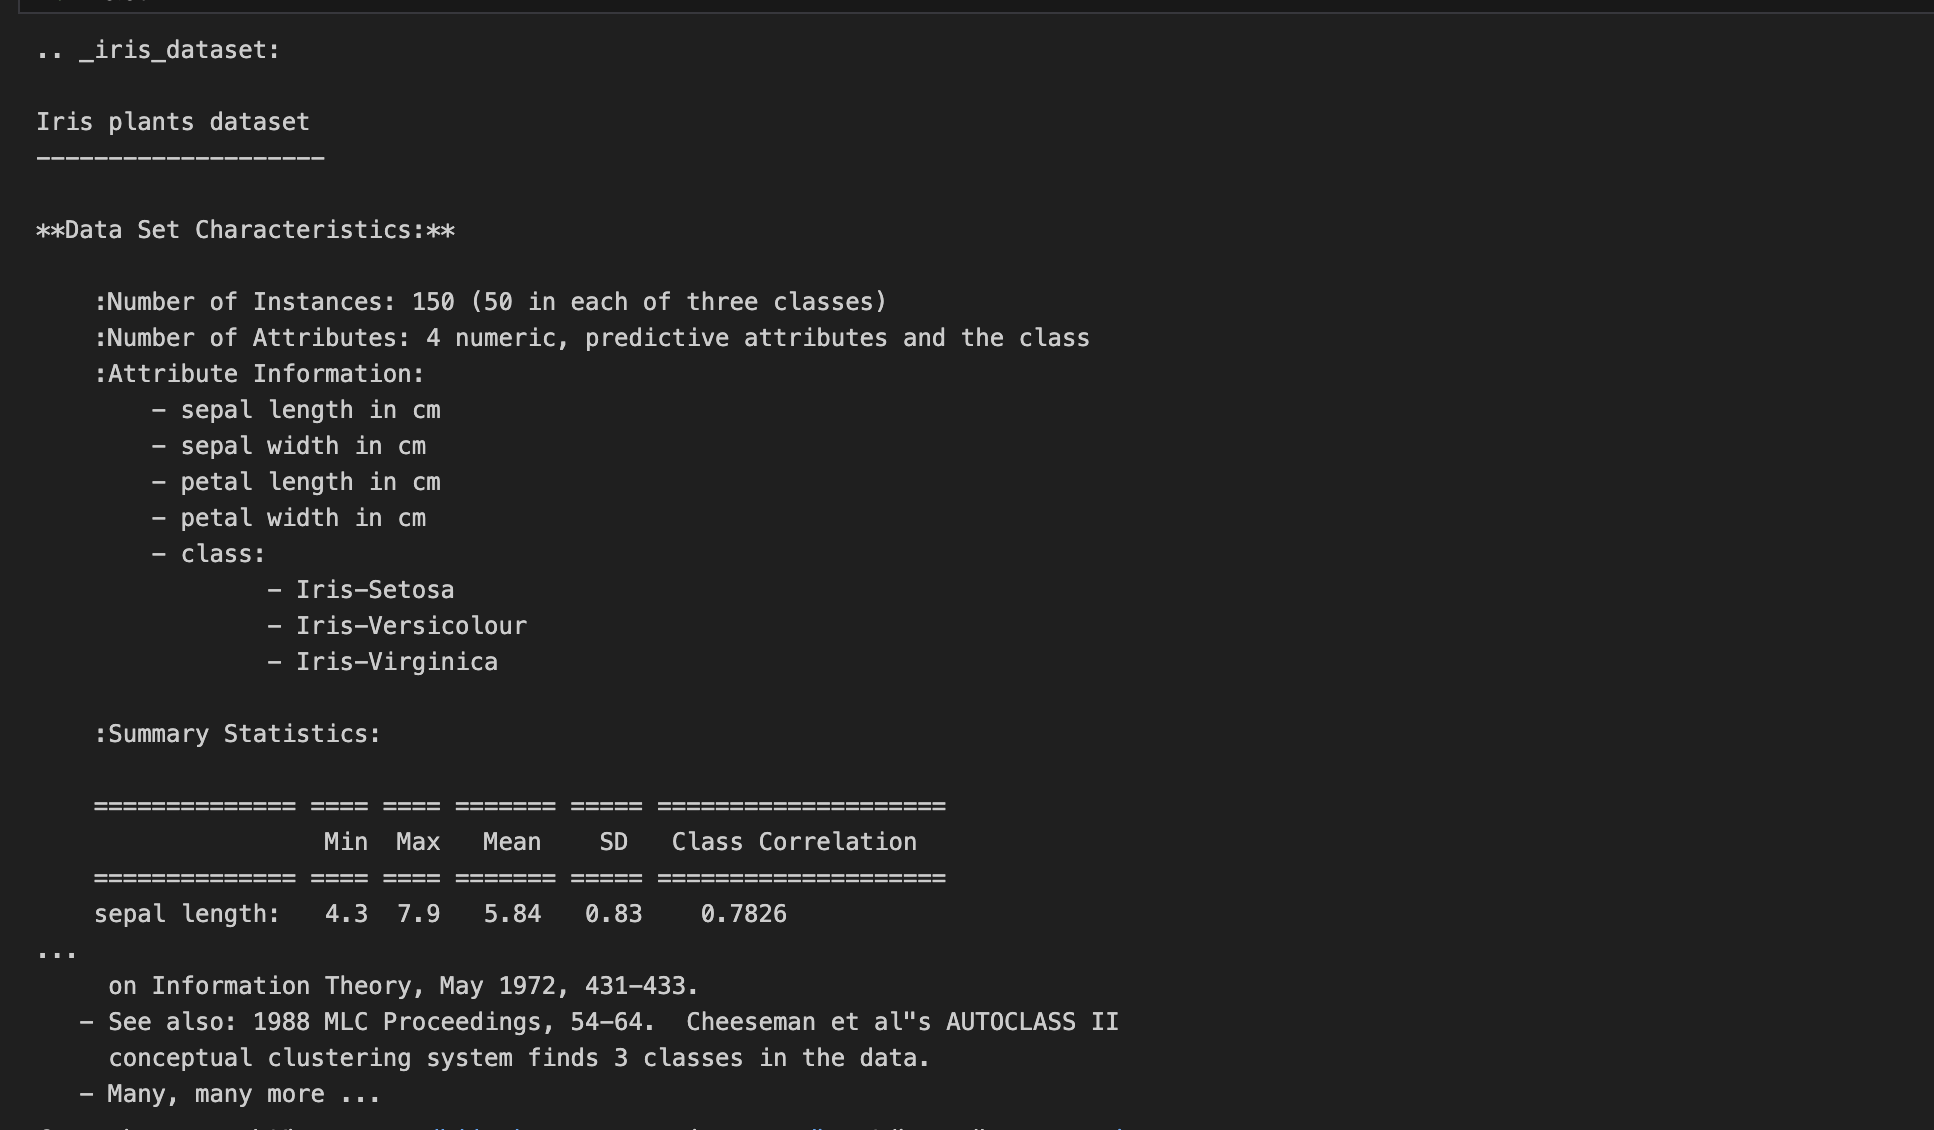 .. _iris_dataset:
Iris plants dataset
--------------------
**Data Set Characteristics:**
:Number of Instances: 150 (50 in each of three classes)
:Number of Attributes: 4 numeric, predictive attributes and the class
:Attribute Information:
- sepal length in cm
- sepal width in cm
- petal length in cm
- petal width in cm
- class:
- Iris-Setosa
- Iris-Versicolour
- Iris-Virginica
:Summary Statistics:
============== ==== ==== ======= ===== ====================
Min Max Mean SD Class Correlation
============== ==== ==== ======= ===== ====================
sepal length: 4.3 7.9 5.84 0.83 0.7826
...
on Information Theory, May 1972, 431-433.
- See also: 1988 MLC Proceedings, 54-64. Cheeseman et al"s AUTOCLASS II
conceptual clustering system finds 3 classes in the data.
- Many, many more ...